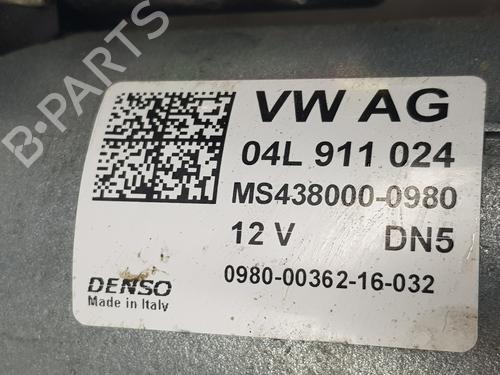 VW AG
04L 911 024
MS438000-0980
12 V DN5
0980-00362-16-032
DENSO
Made in Italy
B-PARTS